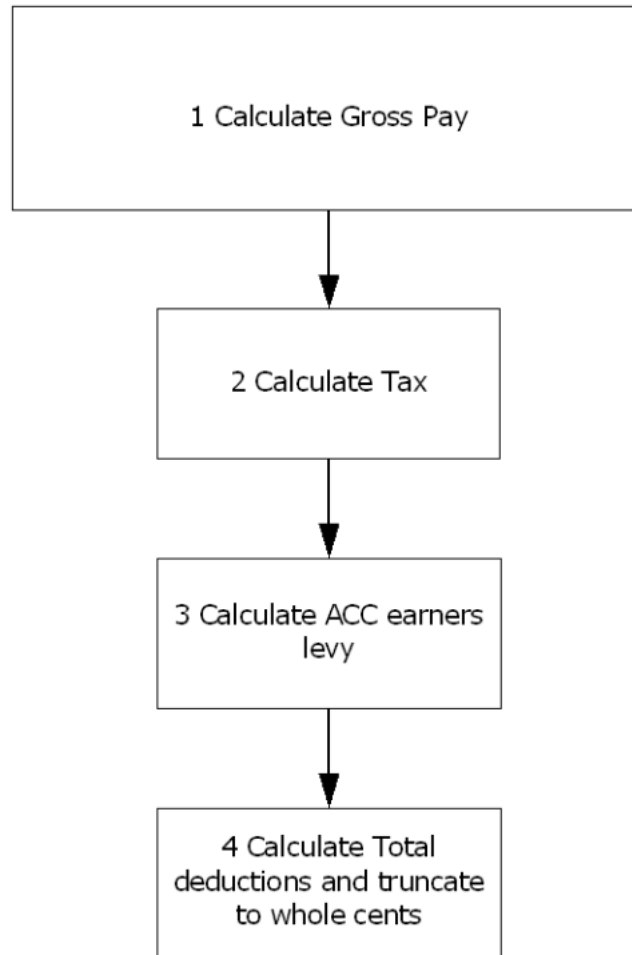 1 Calculate Gross Pay
2 Calculate Tax
3 Calculate ACC earners
levy
4 Calculate Total
deductions and truncate
to whole cents